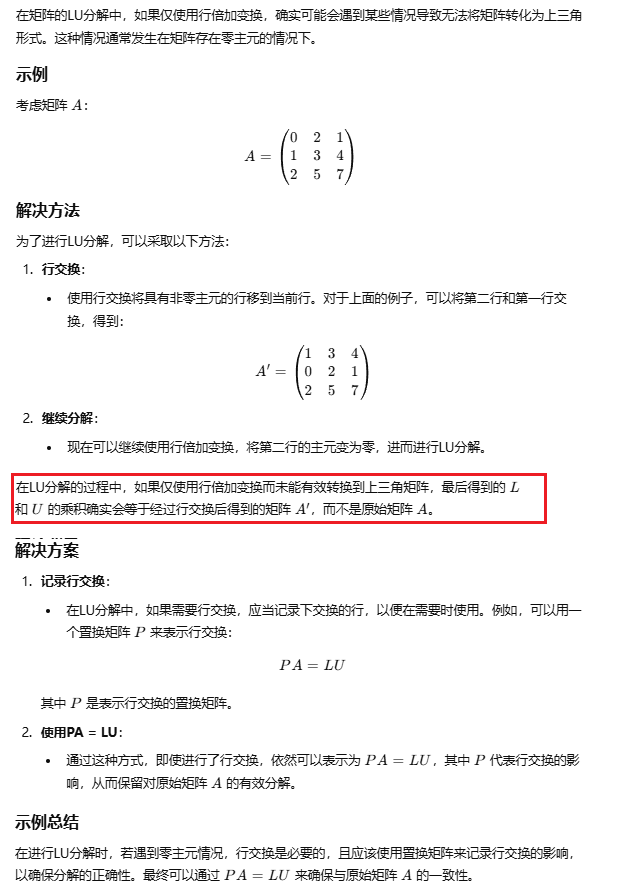 在矩阵的LU分解中，如果仅使用行倍加变换，确实可能会遇到某些情况导致无法将矩阵转化为上三角
形式。这种情况通常发生在矩阵存在零主元的情况下。
示例
考虑矩阵 A：
A = \begin{pmatrix} 0 & 2 & 1 \\ 1 & 3 & 4 \\ 2 & 5 & 7 \end{pmatrix}
解决方法
为了进行LU分解，可以采取以下方法：
1. 行交换：
• 使用行交换将具有非零主元的行移到当前行。对于上面的例子，可以将第二行和第一行交
换，得到：
A' = \begin{pmatrix} 1 & 3 & 4 \\ 0 & 2 & 1 \\ 2 & 5 & 7 \end{pmatrix}
2. 继续分解：
• 现在可以继续使用行倍加变换，将第二行的主元变为零，进而进行LU分解。
在LU分解的过程中，如果仅使用行倍加变换而未能有效转换到上三角矩阵，最后得到的 L
和 U 的乘积确实会等于经过行交换后得到的矩阵 A'，而不是原始矩阵 A。
解决方案
1. 记录行交换：
• 在LU分解中，如果需要行交换，应当记录下交换的行，以便在需要时使用。例如，可以用一
个置换矩阵 P 来表示行交换：
PA = LU
其中 P 是表示行交换的置换矩阵。
2. 使用PA = LU：
• 通过这种方式，即使进行了行交换，依然可以表示为 PA = LU，其中 P 代表行交换的影
响，从而保留对原始矩阵 A 的有效分解。
示例总结
在进行LU分解时，若遇到零主元情况，行交换是必要的，且应该使用置换矩阵来记录行交换的影响，
以确保分解的正确性。最终可以通过 PA = LU 来确保与原始矩阵 A 的一致性。